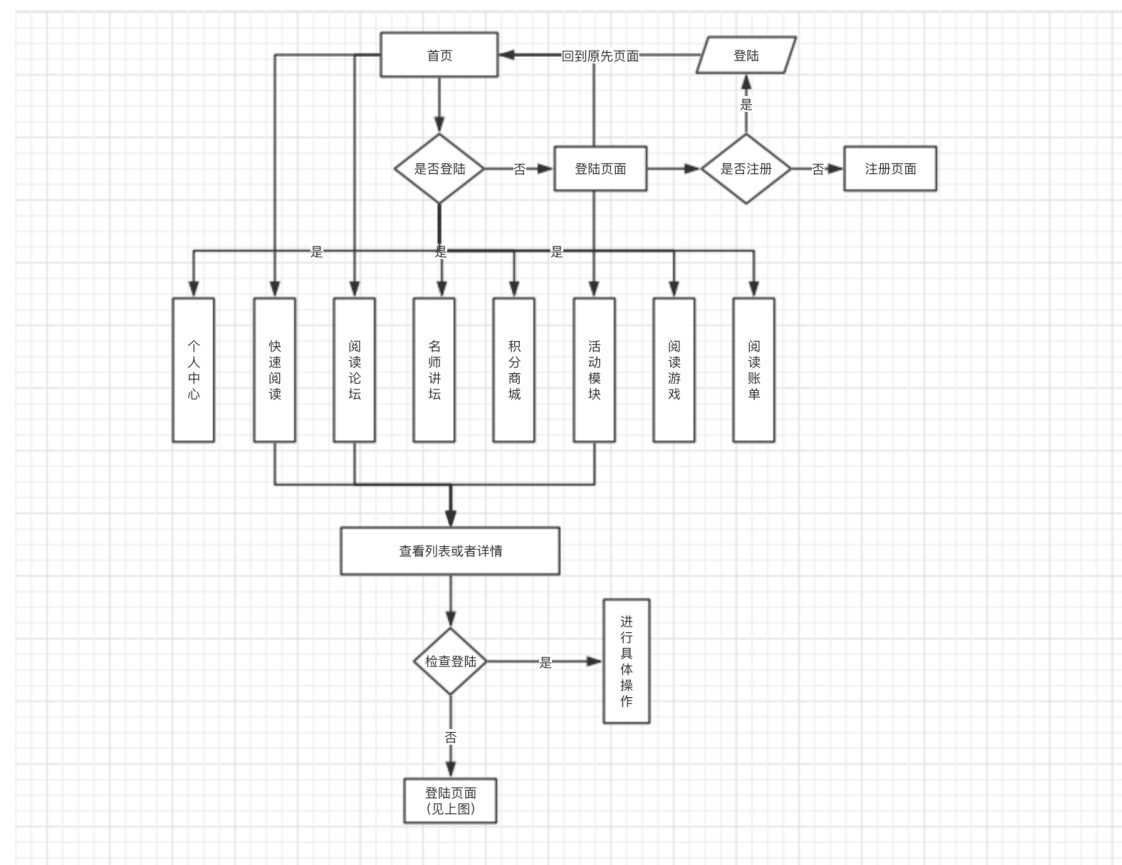 首页
回到原先页面
登陆
是
是否登陆
否
登陆页面
是否注册
否
注册页面
是
是
是
个人中心
快速阅读
阅读论坛
名师讲坛
积分商城
活动模块
阅读游戏
阅读账单
查看列表或者详情
检查登陆
是
进行具体操作
否
登陆页面
（见上图）